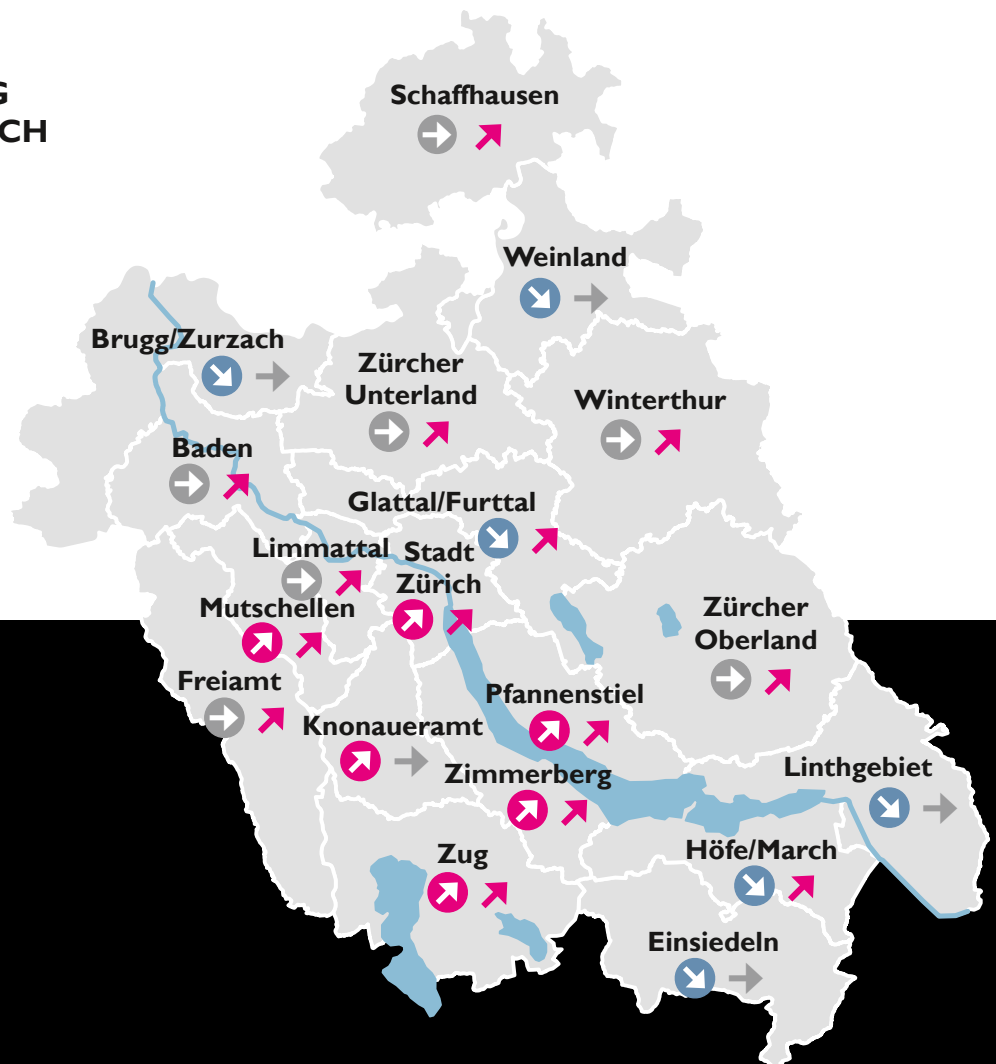 G
CH
Schaffhausen
Weinland
Brugg/Zurzach
Zürcher
Unterland
Winterthur
Baden
Glattal/Furttal
Limmattal
Stadt
Zürich
Mutschellen
Zürcher
Oberland
Freiamt
Pfannenstiel
Knonaueramt
Zimmerberg
Linthgebiet
Zug
Höfe/March
Einsiedeln